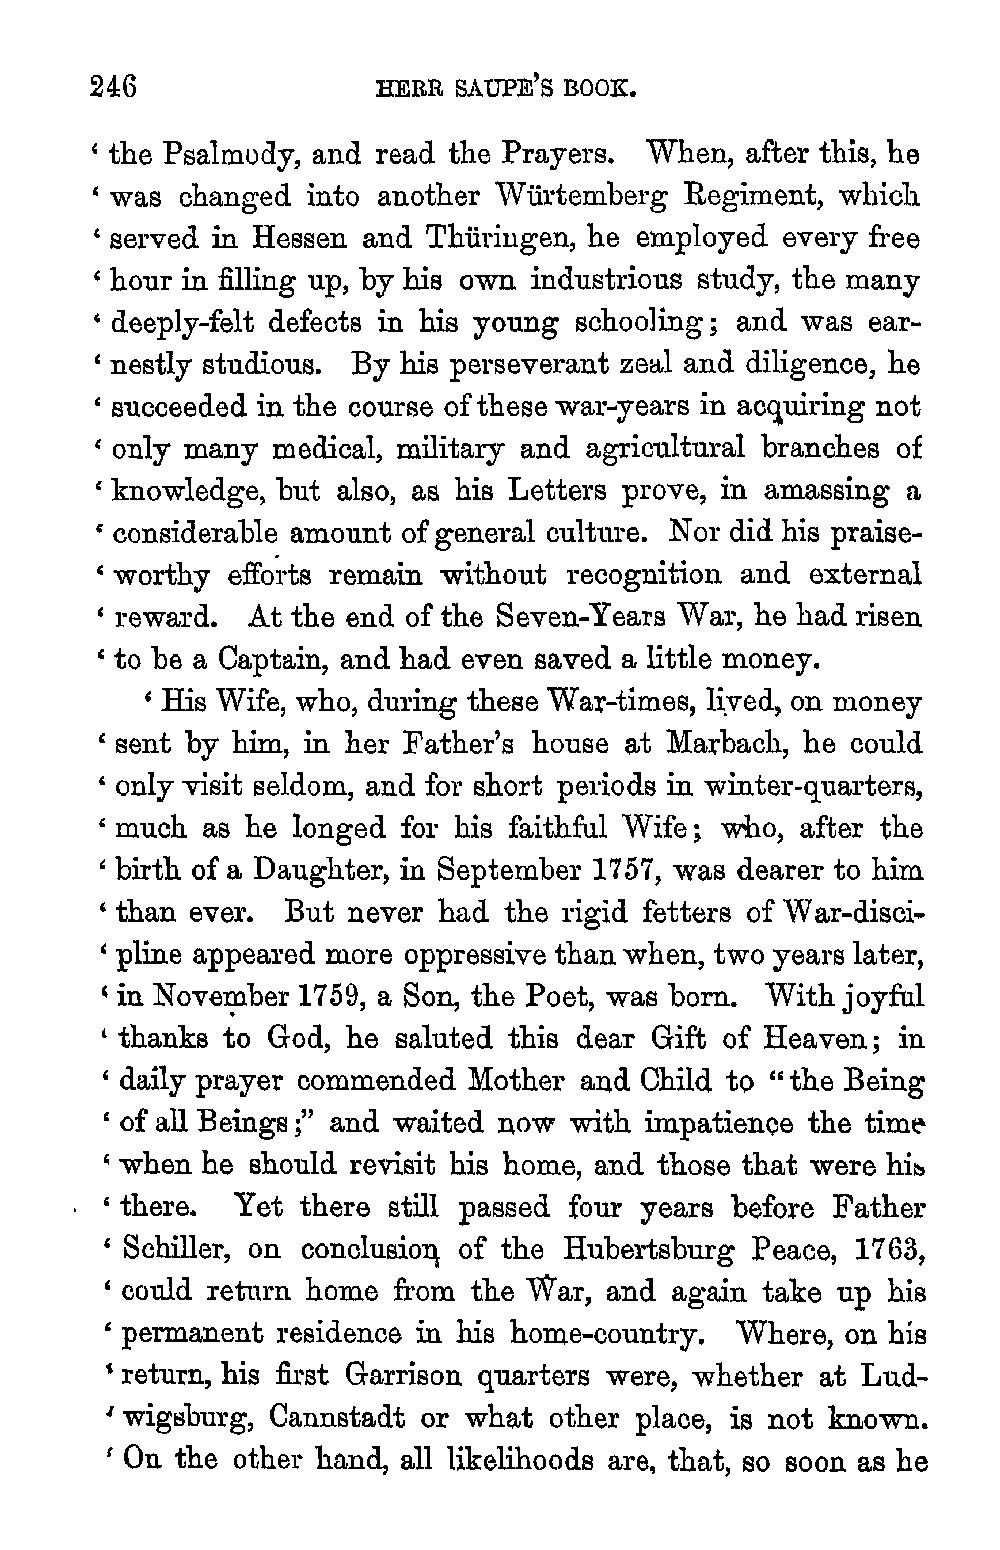 246 HERR SAUPE'S BOOK.
‘ the Psalmody, and read the Prayers. When, after this, he
‘ was changed into another Würtemberg Regiment, which
‘ served in Hessen and Thüringen, he employed every free
‘ hour in filling up, by his own industrious study, the many
‘ deeply-felt defects in his young schooling; and was ear-
‘ nestly studious. By his perseverant zeal and diligence, he
‘ succeeded in the course of these war-years in acquiring not
‘ only many medical, military and agricultural branches of
‘ knowledge, but also, as his Letters prove, in amassing a
‘ considerable amount of general culture. Nor did his praise-
‘ worthy efforts remain without recognition and external
‘ reward. At the end of the Seven-Years War, he had risen
‘ to be a Captain, and had even saved a little money.
‘ His Wife, who, during these War-times, lived, on money
‘ sent by him, in her Father's house at Marbach, he could
‘ only visit seldom, and for short periods in winter-quarters,
‘ much as he longed for his faithful Wife; who, after the
‘ birth of a Daughter, in September 1757, was dearer to him
‘ than ever. But never had the rigid fetters of War-disci-
‘ pline appeared more oppressive than when, two years later,
‘ in November 1759, a Son, the Poet, was born. With joyful
‘ thanks to God, he saluted this dear Gift of Heaven; in
‘ daily prayer commended Mother and Child to “the Being
‘ of all Beings;” and waited now with impatience the time
‘ when he should revisit his home, and those that were his
‘ there. Yet there still passed four years before Father
‘ Schiller, on conclusion of the Hubertsburg Peace, 1763,
‘ could return home from the War, and again take up his
‘ permanent residence in his home-country. Where, on his
‘ return, his first Garrison quarters were, whether at Lud-
‘ wigsburg, Cannstadt or what other place, is not known.
‘ On the other hand, all likelihoods are, that, so soon as he